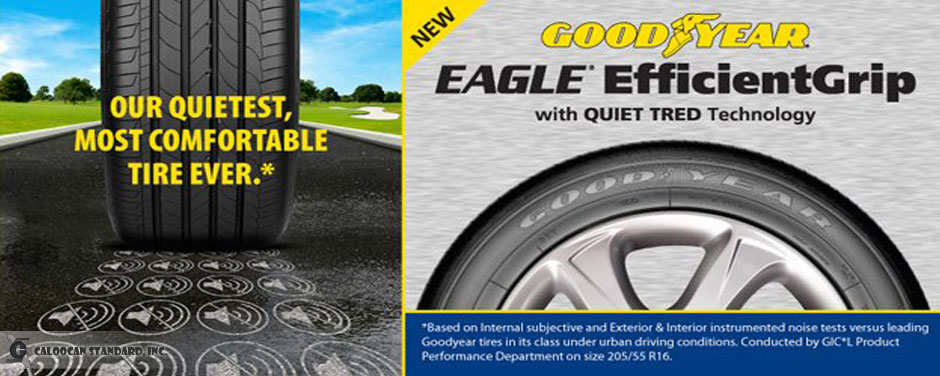 OUR QUIETEST,
MOST COMFORTABLE
TIRE EVER.*
CALOOCAN STANDARD, INC.
NEW
GOODYEAR
EAGLE® EfficientGrip
with QUIET TRED Technology
GOODYEAR
*Based on Internal subjective and Exterior & Interior instrumented noise tests versus leading
Goodyear tires in its class under urban driving conditions. Conducted by GIC*L Product
Performance Department on size 205/55 R16.